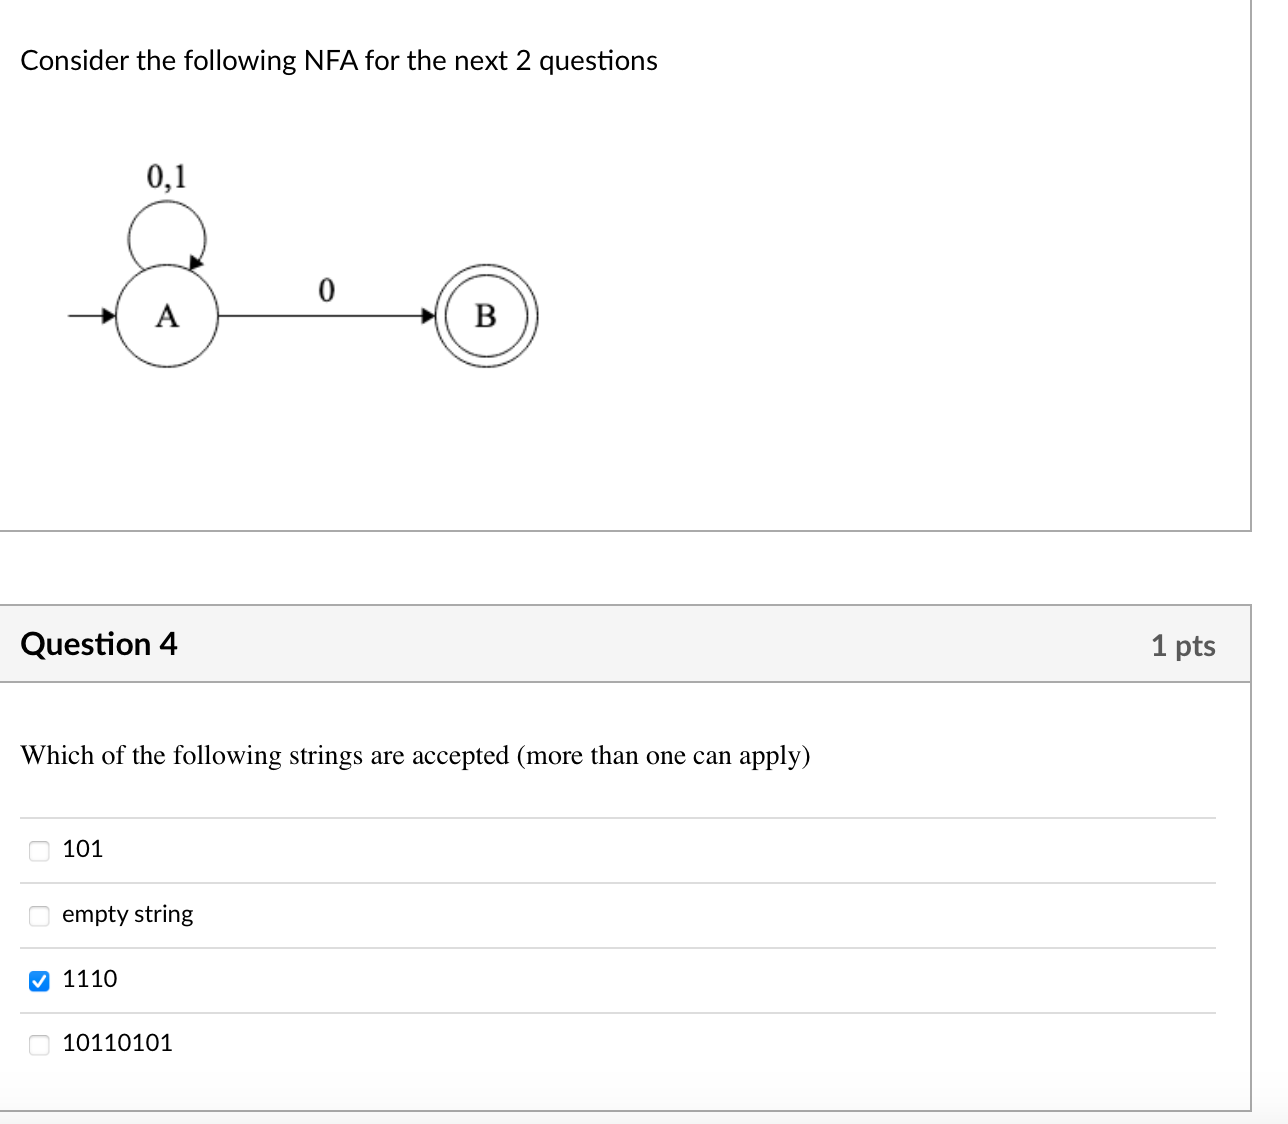 Consider the following NFA for the next 2 questions
0,1
0
A
B
Question 4
1 pts
Which of the following strings are accepted (more than one can apply)
101
empty string
1110
10110101